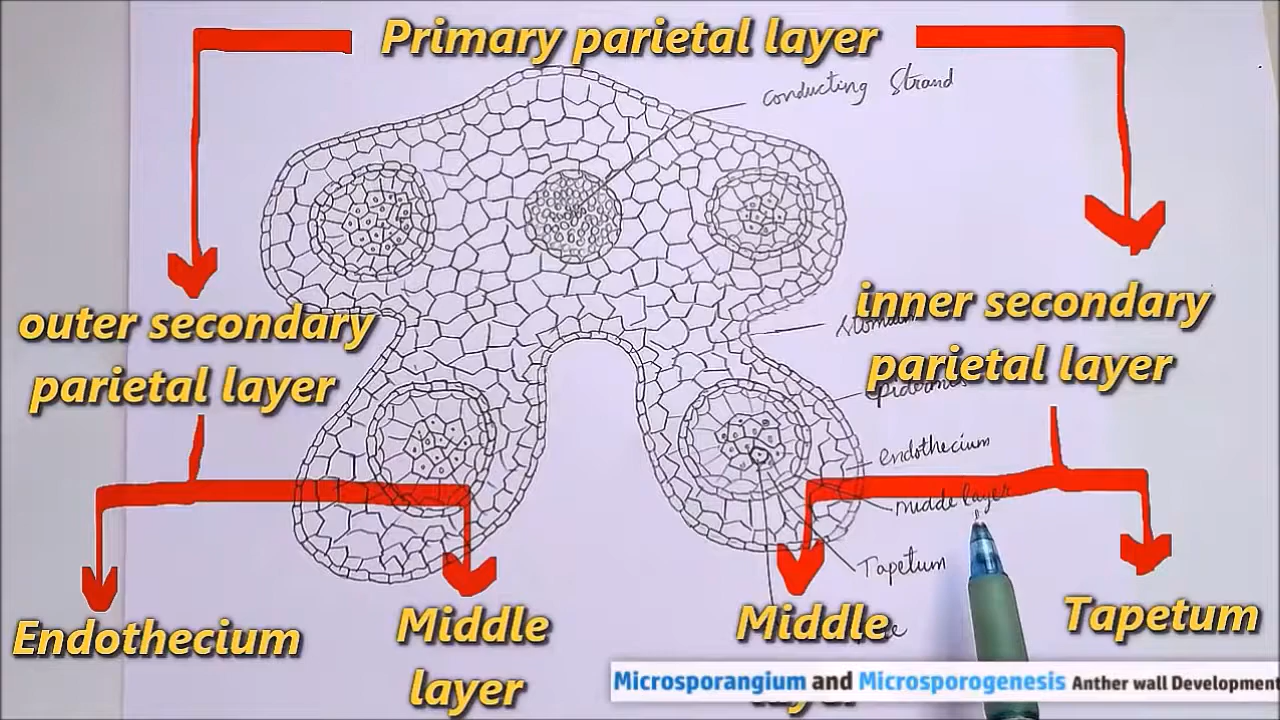 Primary parietal layer
conducting Strand
outer secondary
parietal layer
inner secondary
parietal layer
endothecium
midde layer
Tapetum
Endothecium
Middle
layer
Middle
Tapetum
Microsporangium and Microsporogenesis Anther wall Development